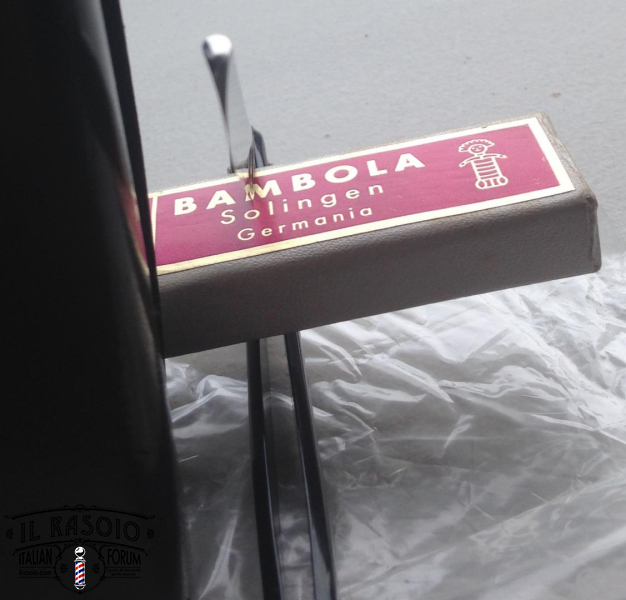 BAMBOLA
Solingen
Germania
IL RASOIO
ITALIAN FORUM